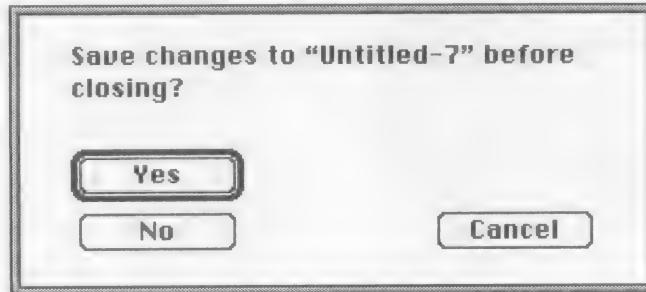 Save changes to “Untitled-7” before
closing?
Yes
No
Cancel